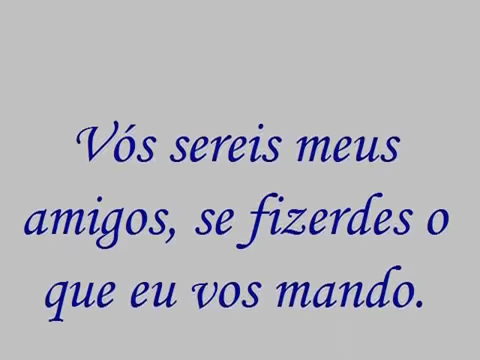 Vós sereis meus
amigos, se fizerdes o
que eu vos mando.